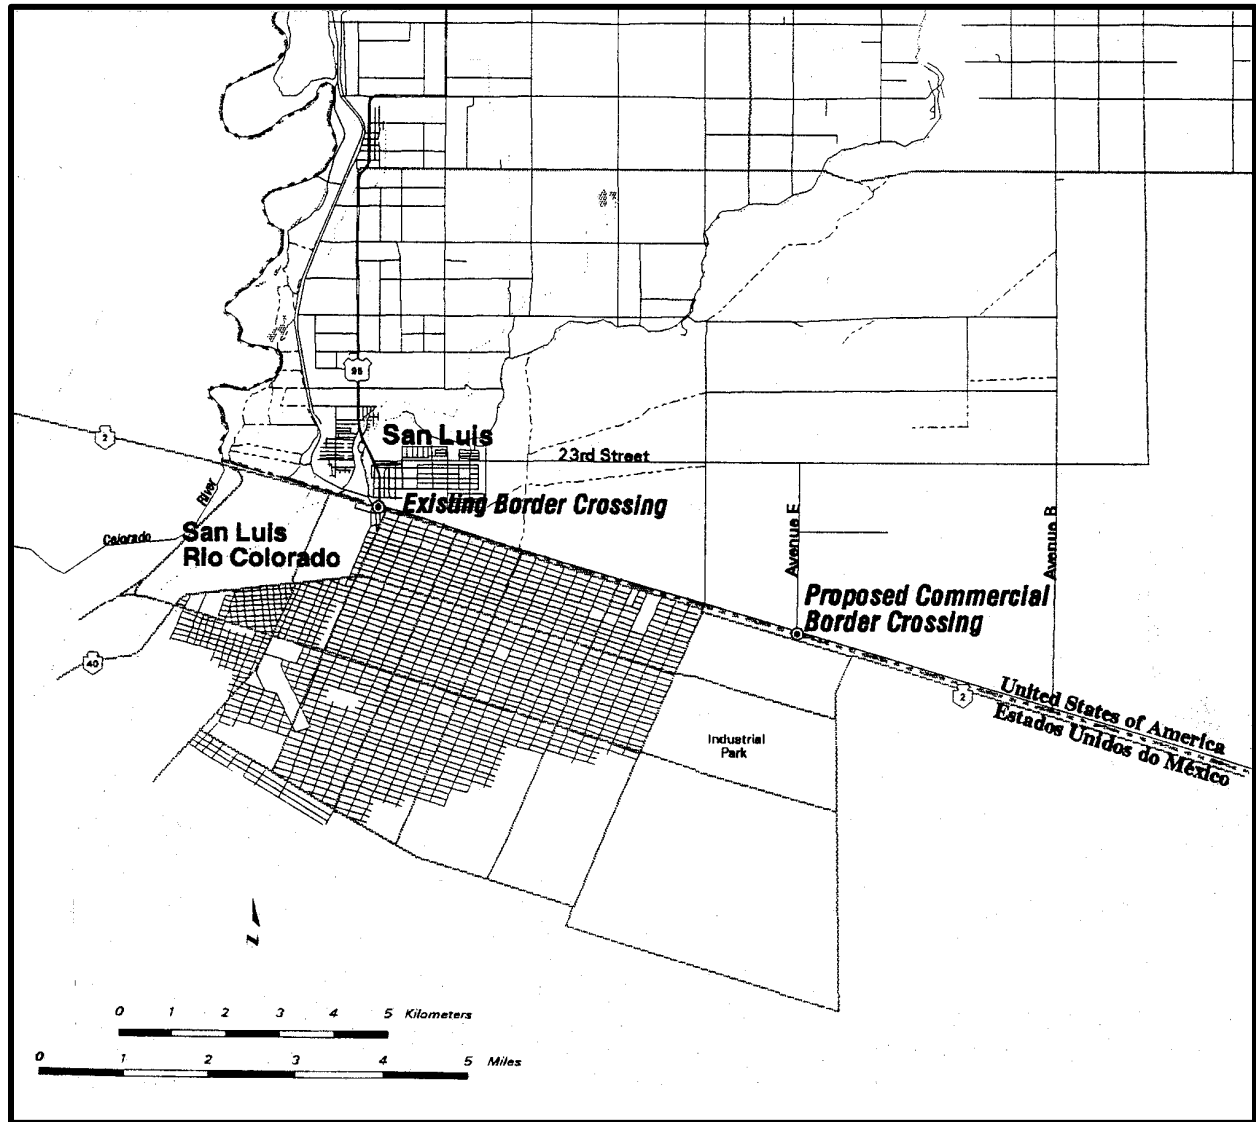 95
2
San Luis
23rd Street
Existing Border Crossing
River
Colorado
San Luis
Rio Colorado
Avenue E
Avenue B
Proposed Commercial
Border Crossing
40
2
United States of America
Estados Unidos do México
Industrial
Park
N
0 1 2 3 4 5 Kilometers
0 1 2 3 4 5 Miles